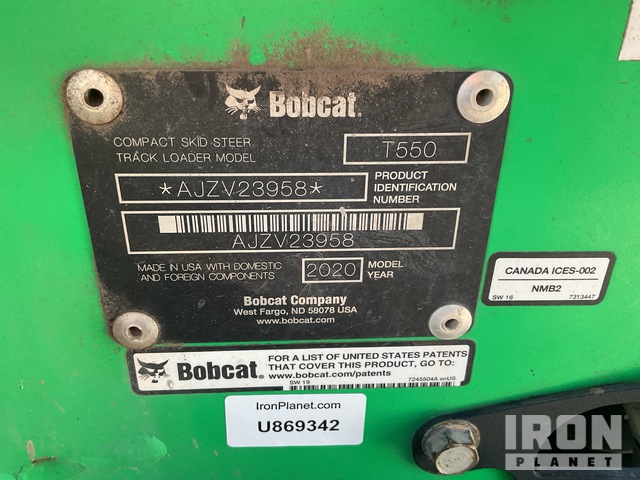 Bobcat.
COMPACT SKID-STEER
TRACK LOADER MODEL
T550
*AJZV23958*
PRODUCT
IDENTIFICATION
NUMBER
AJZV23958
MADE IN USA WITH DOMESTIC
AND FOREIGN COMPONENTS
2020
MODEL
YEAR
Bobcat Company
West Fargo, ND 58078 USA
www.bobcat.com
CANADA ICES-002
NMB2
SW 16 7313447
Bobcat.
FOR A LIST OF UNITED STATES PATENTS
THAT COVER THIS PRODUCT, GO TO:
www.bobcat.com/patents
SW 19 7245504A enUS
IronPlanet.com
U869342
IRON
PLANET